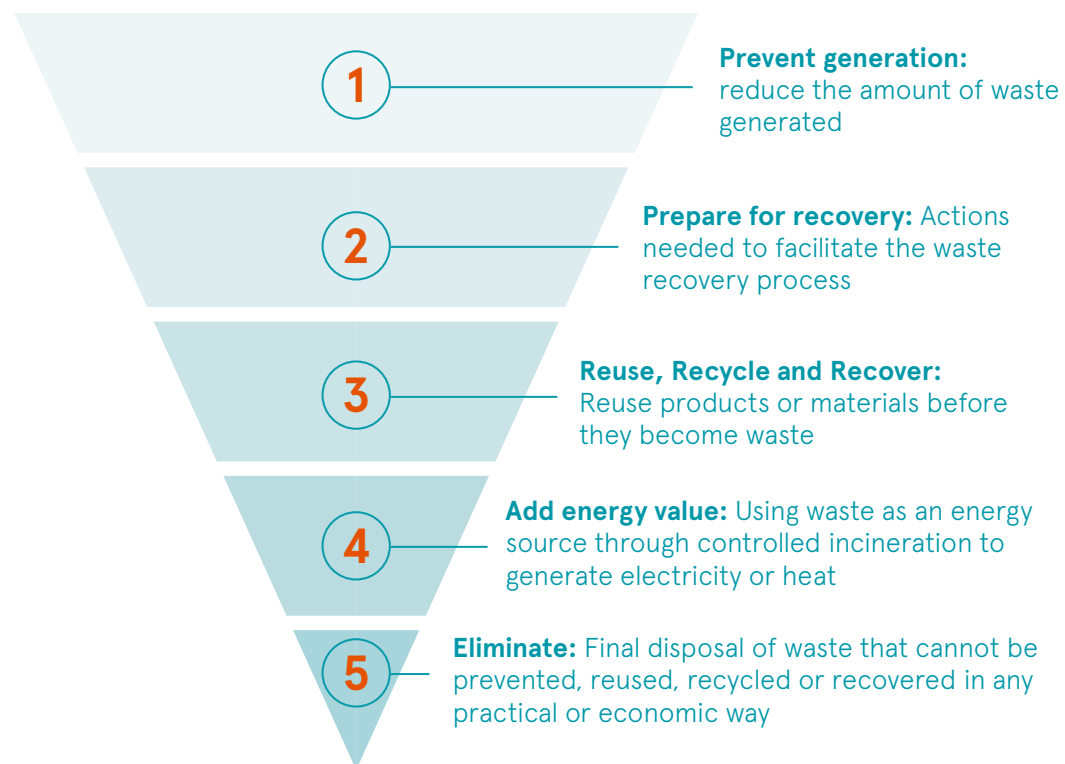 1
Prevent generation:
reduce the amount of waste
generated
2
Prepare for recovery: Actions
needed to facilitate the waste
recovery process
3
Reuse, Recycle and Recover:
Reuse products or materials before
they become waste
4
Add energy value: Using waste as an energy
source through controlled incineration to
generate electricity or heat
5
Eliminate: Final disposal of waste that cannot be
prevented, reused, recycled or recovered in any
practical or economic way